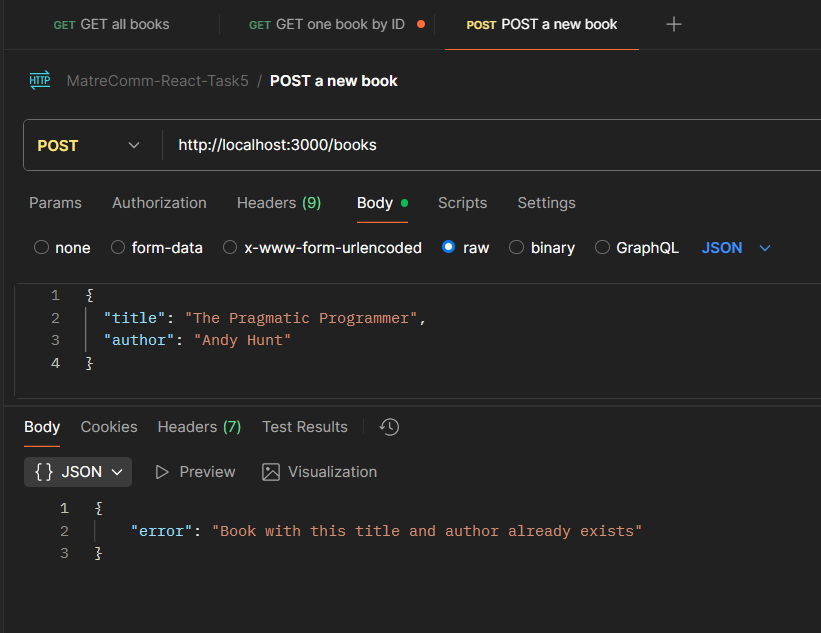 GET GET all books GET GET one book by ID POST POST a new book
HTTP MatreComm-React-Task5 / POST a new book
POST http://localhost:3000/books
Params Authorization Headers (9) Body Scripts Settings
none form-data x-www-form-urlencoded raw binary GraphQL JSON
1 {
2 "title": "The Pragmatic Programmer",
3 "author": "Andy Hunt"
4 }
Body Cookies Headers (7) Test Results
{} JSON Preview Visualization
1 {
2 "error": "Book with this title and author already exists"
3 }